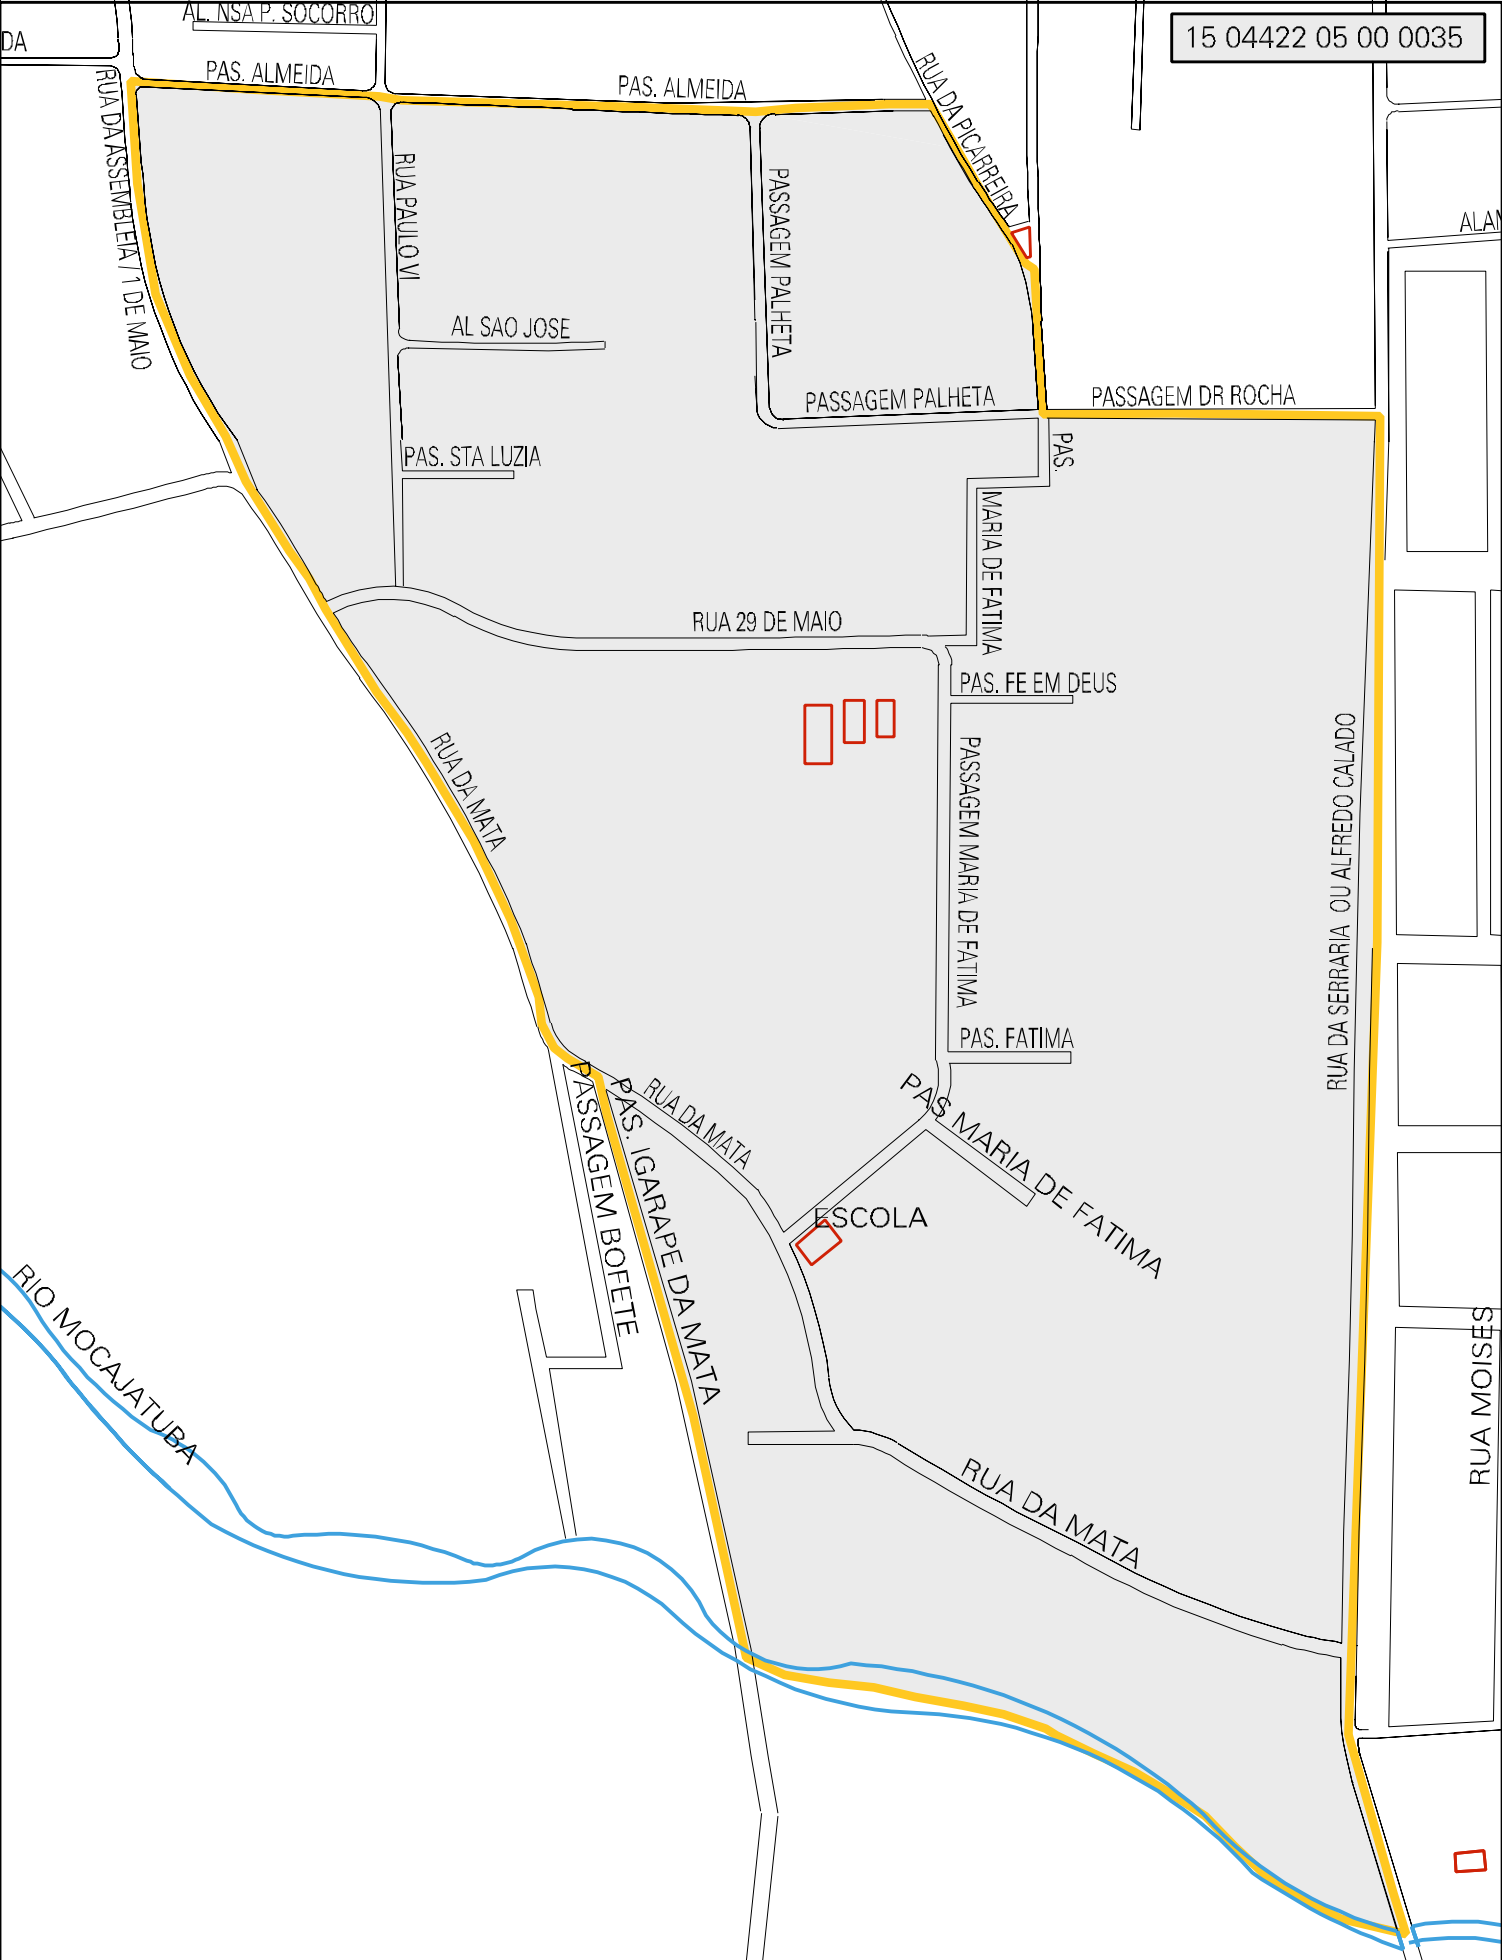 AL. NSA P. SOCORRO
15 04422 05 00 0035
DA
PAS. ALMEIDA
PAS. ALMEIDA
RUA DA PICARREIRA
RUA DA ASSEMBLEIA / 1 DE MAIO
RUA PAULO VI
PASSAGEM PALHETA
ALAM
AL SAO JOSE
PASSAGEM PALHETA
PASSAGEM DR ROCHA
PAS.
MARIA DE FATIMA
PAS. STA LUZIA
RUA 29 DE MAIO
PAS. FE EM DEUS
RUA DA MATA
PASSAGEM MARIA DE FATIMA
RUA DA SERRARIA OU ALFREDO CALADO
PAS. FATIMA
PASSAGEM BOFETE
PAS. IGARAPE DA MATA
RUA DA MATA
PAS MARIA DE FATIMA
ESCOLA
RIO MOCAJATUBA
RUA MOISES
RUA DA MATA